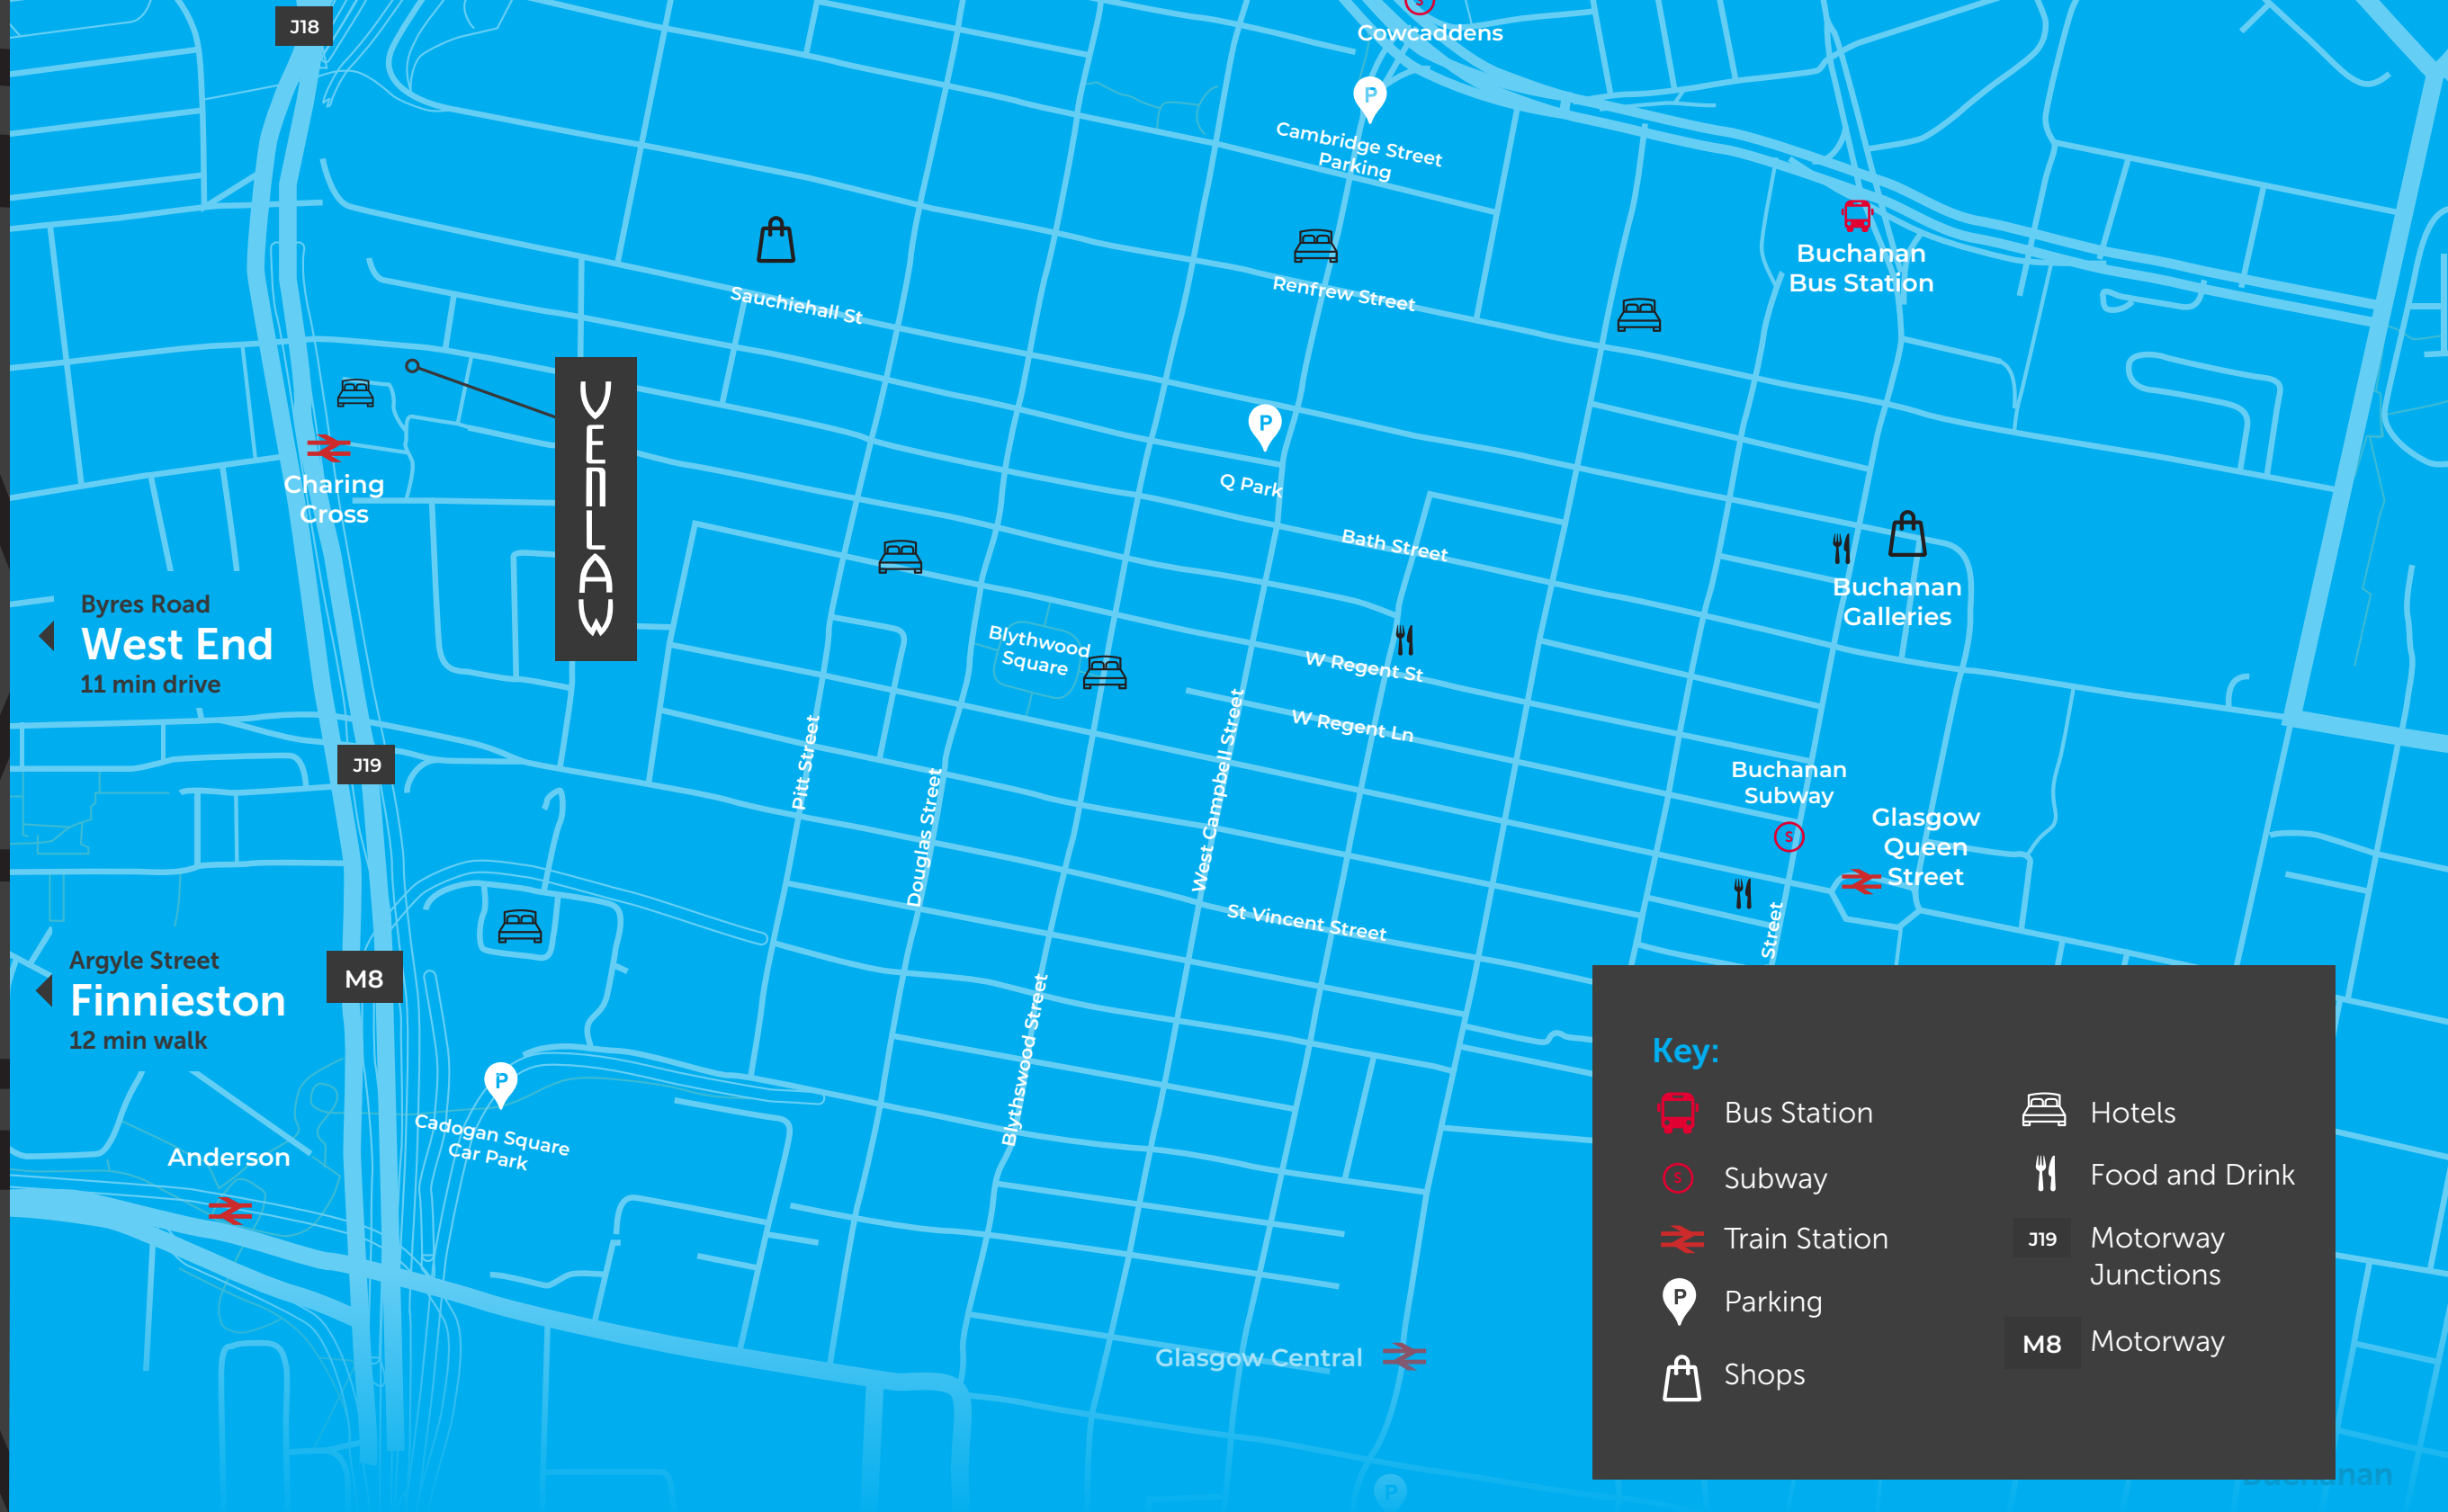 J18
Cowcaddens
P
Cambridge Street
Parking
Buchanan
Bus Station
Sauchiehall St
Renfrew Street
VENLAW
P
Q Park
Charing
Cross
Bath Street
Buchanan
Galleries
Byres Road
West End
11 min drive
Blythwood
Square
W Regent St
W Regent Ln
Pitt Street
Douglas Street
West Campbell Street
J19
Buchanan
Subway
S
Glasgow
Queen
Street
St Vincent Street
Street
Argyle Street
Finnieston
12 min walk
M8
Blythswood Street
P
Cadogan Square
Car Park
Anderson
Glasgow Central
P
Key:
Bus Station
S
Subway
Train Station
P
Parking
Shops
Hotels
Food and Drink
J19
Motorway
Junctions
M8
Motorway